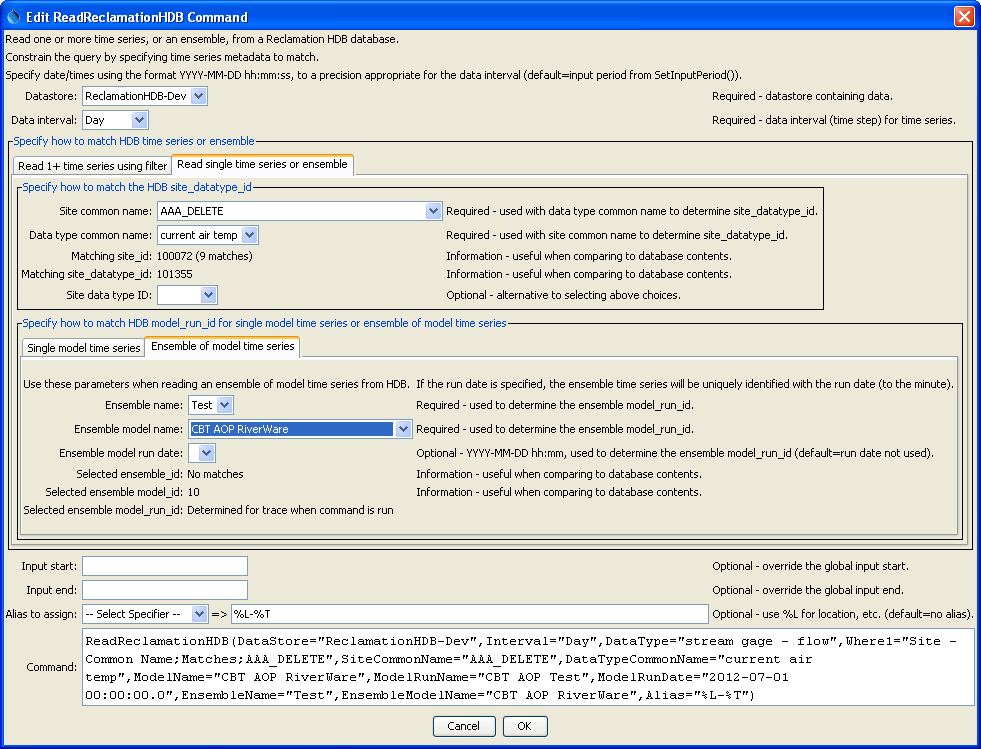 Edit ReadReclamationHDB Command
Read one or more time series, or an ensemble, from a Reclamation HDB database.
Constrain the query by specifying time series metadata to match.
Specify date/times using the format YYYY-MM-DD hh:mm:ss, to a precision appropriate for the data interval (default=input period from SetInputPeriod()).
Datastore: ReclamationHDB-Dev Required - datastore containing data.
Data interval: Day Required - data interval (time step) for time series.
Specify how to match HDB time series or ensemble
Read 1+ time series using filter Read single time series or ensemble
Specify how to match the HDB site_datatype_id
Site common name: AAA_DELETE Required - used with data type common name to determine site_datatype_id.
Data type common name: current air temp Required - used with site common name to determine site_datatype_id.
Matching site_id: 100072 (9 matches) Information - useful when comparing to database contents.
Matching site_datatype_id: 101355 Information - useful when comparing to database contents.
Site data type ID: Optional - alternative to selecting above choices.
Specify how to match HDB model_run_id for single model time series or ensemble of model time series
Single model time series Ensemble of model time series
Use these parameters when reading an ensemble of model time series from HDB. If the run date is specified, the ensemble time series will be uniquely identified with the run date (to the minute).
Ensemble name: Test Required - used to determine the ensemble model_run_id.
Ensemble model name: CBT AOP RiverWare Required - used to determine the ensemble model_run_id.
Ensemble model run date: Optional - YYYY-MM-DD hh:mm, used to determine the ensemble model_run_id (default=run date not used).
Selected ensemble_id: No matches Information - useful when comparing to database contents.
Selected ensemble model_id: 10 Information - useful when comparing to database contents.
Selected ensemble model_run_id: Determined for trace when command is run
Input start: Optional - override the global input start.
Input end: Optional - override the global input end.
Alias to assign: -- Select Specifier -- => %L-%T Optional - use %L for location, etc. (default=no alias).
ReadReclamationHDB(DataStore="ReclamationHDB-Dev",Interval="Day",DataType="stream gage - flow",Where1="Site -
Common Name;Matches;AAA_DELETE",SiteCommonName="AAA_DELETE",DataTypeCommonName="current air
Command: temp",ModelName="CBT AOP RiverWare",ModelRunName="CBT AOP Test",ModelRunDate="2012-07-01
00:00:00.0",EnsembleName="Test",EnsembleModelName="CBT AOP RiverWare",Alias="%L-%T")
Cancel OK